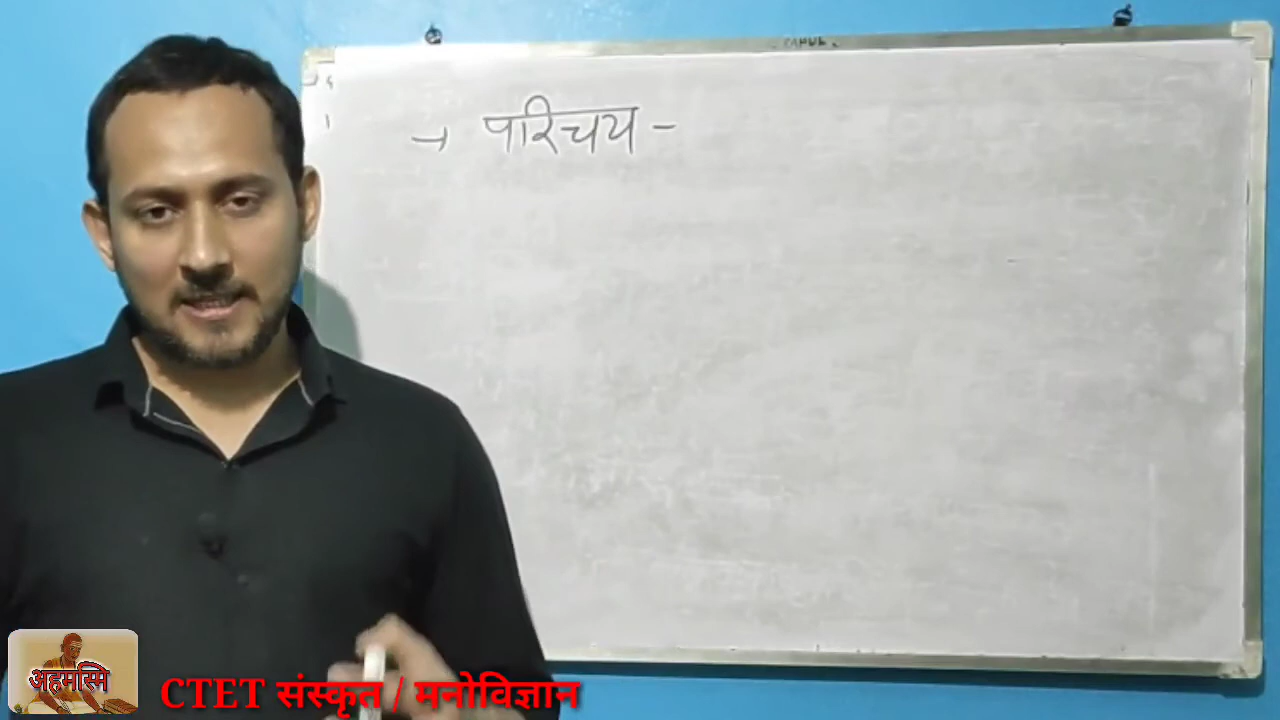 → परिचय –
अहमस्मि
CTET संस्कृत / मनोविज्ञान